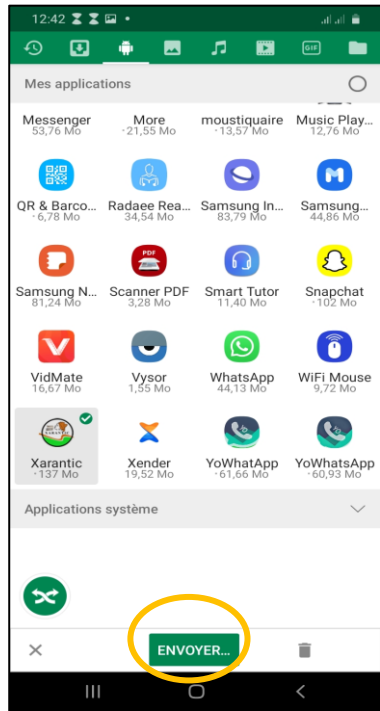 12:42
GIF
Mes applications
Messenger More moustiquaire Music Play...
53,76 Mo ·21,55 Mo ·13,57 Mo 12,76 Mo
QR & Barco... Radaee Rea... Samsung In... Samsung...
·6,78 Mo 34,54 Mo 83,79 Mo 44,86 Mo
PDF
Samsung N... Scanner PDF Smart Tutor Snapchat
81,24 Mo 3,28 Mo 11,40 Mo ·102 Mo
VidMate Vysor WhatsApp WiFi Mouse
16,67 Mo 1,55 Mo 44,13 Mo 9,72 Mo
XARANTIC
Xarantic Xender YoWhatApp YoWhatsApp
·137 Mo 19,52 Mo ·61,66 Mo ·60,93 Mo
Applications système
ENVOYER...